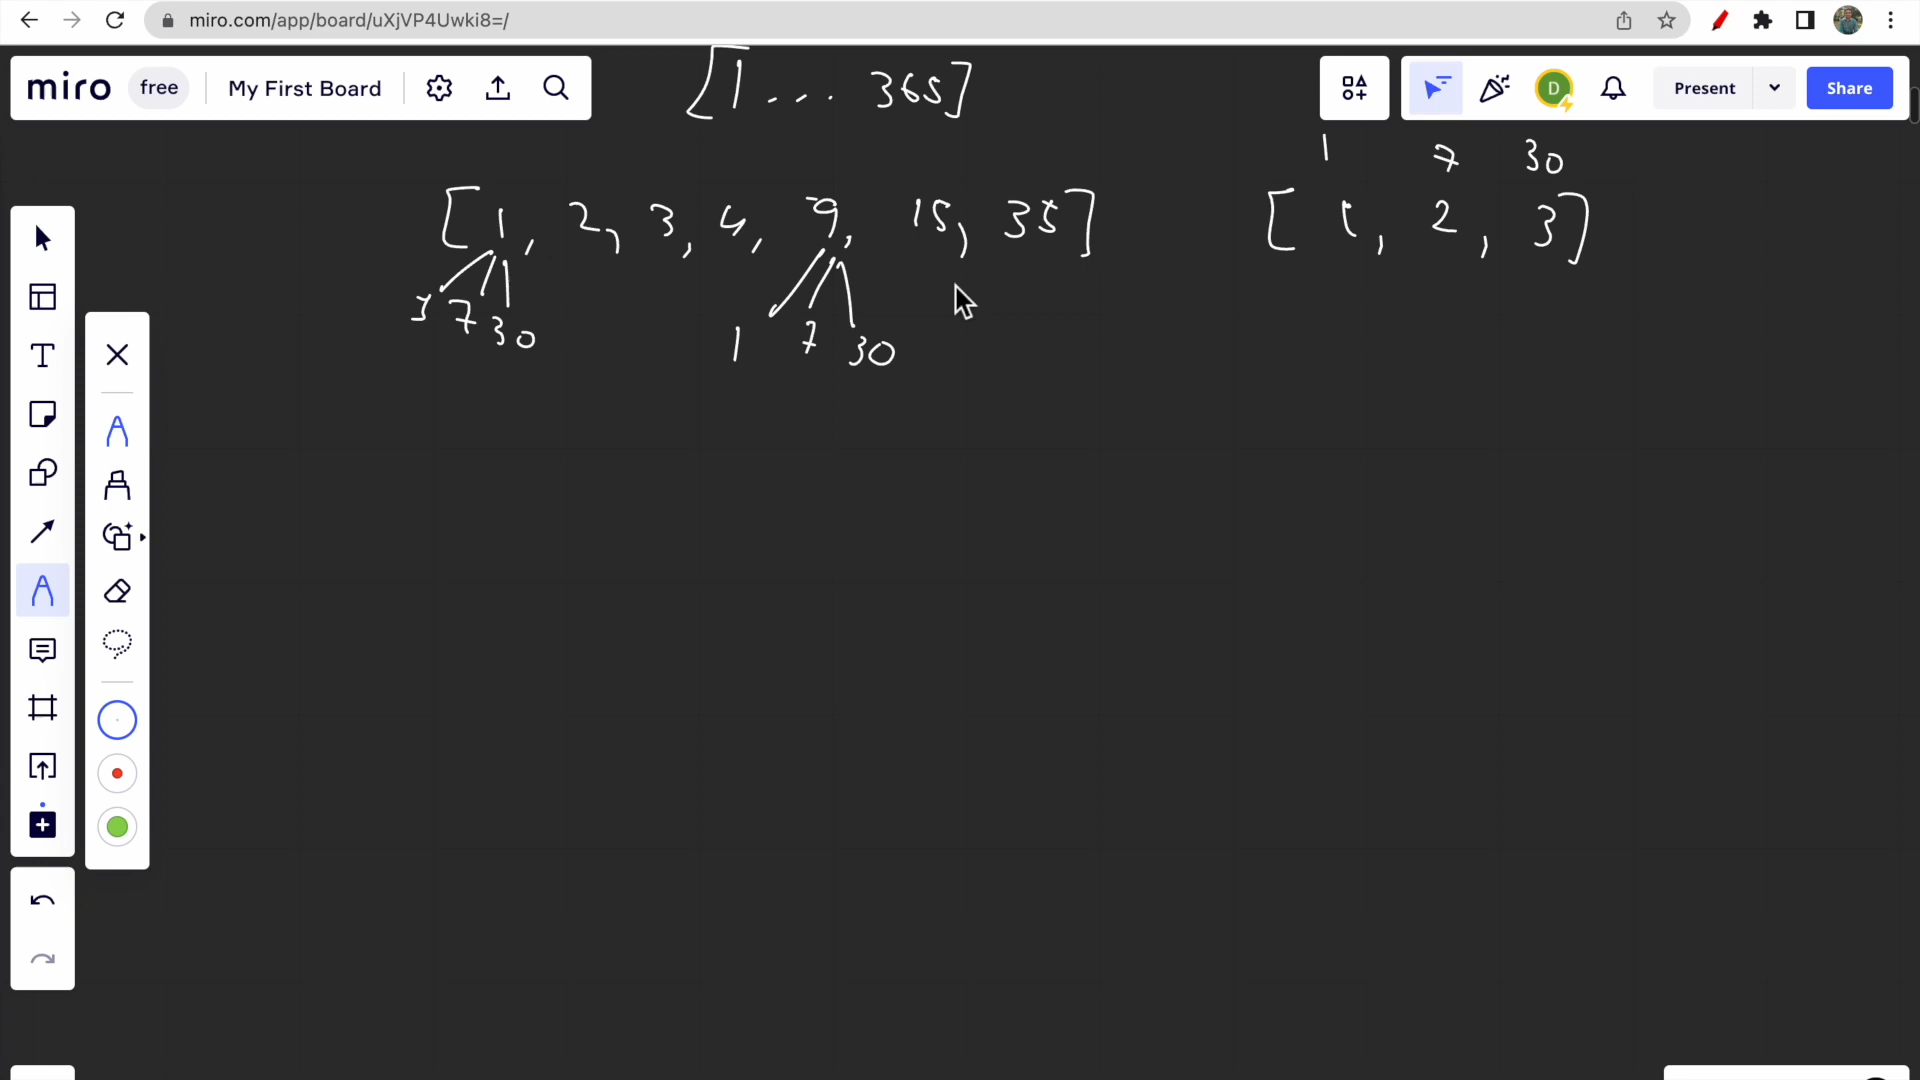 miro.com/app/board/uXjVP4Uwki8=/
miro free My First Board
[1 ... 365]
D Present Share
1 7 30
[1, 2, 3, 4, 9, 15, 35]
[1, 2, 3]
7 30
1 7 30
T